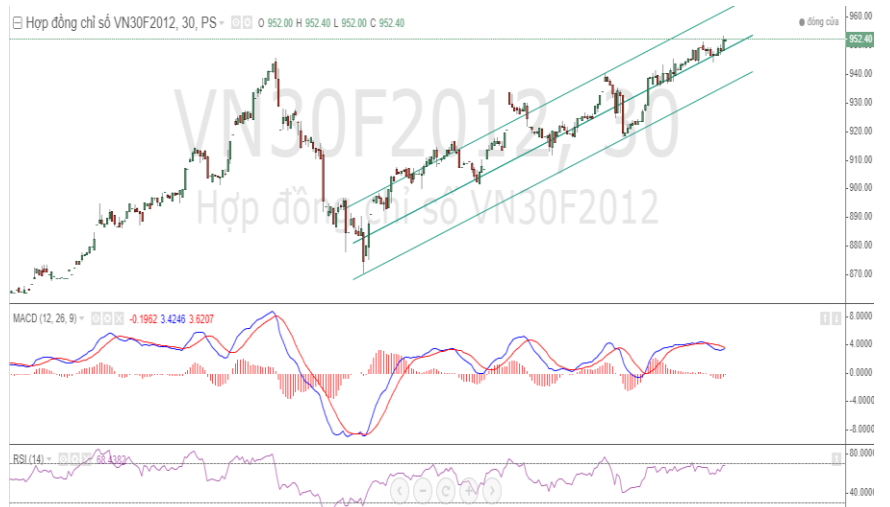 Hợp đồng chỉ số VN30F2012, 30, PS O 952.00 H 952.40 L 952.00 C 952.40
đóng cửa
VN30F2012, 30
Hợp đồng chỉ số VN30F2012
960.00
952.40
940.00
930.00
920.00
910.00
900.00
890.00
880.00
870.00
MACD (12, 26, 9) -0.1962 3.4246 3.6207
8.0000
4.0000
0.0000
-4.0000
-8.0000
RSI (14) 68.4383
80.0000
40.0000